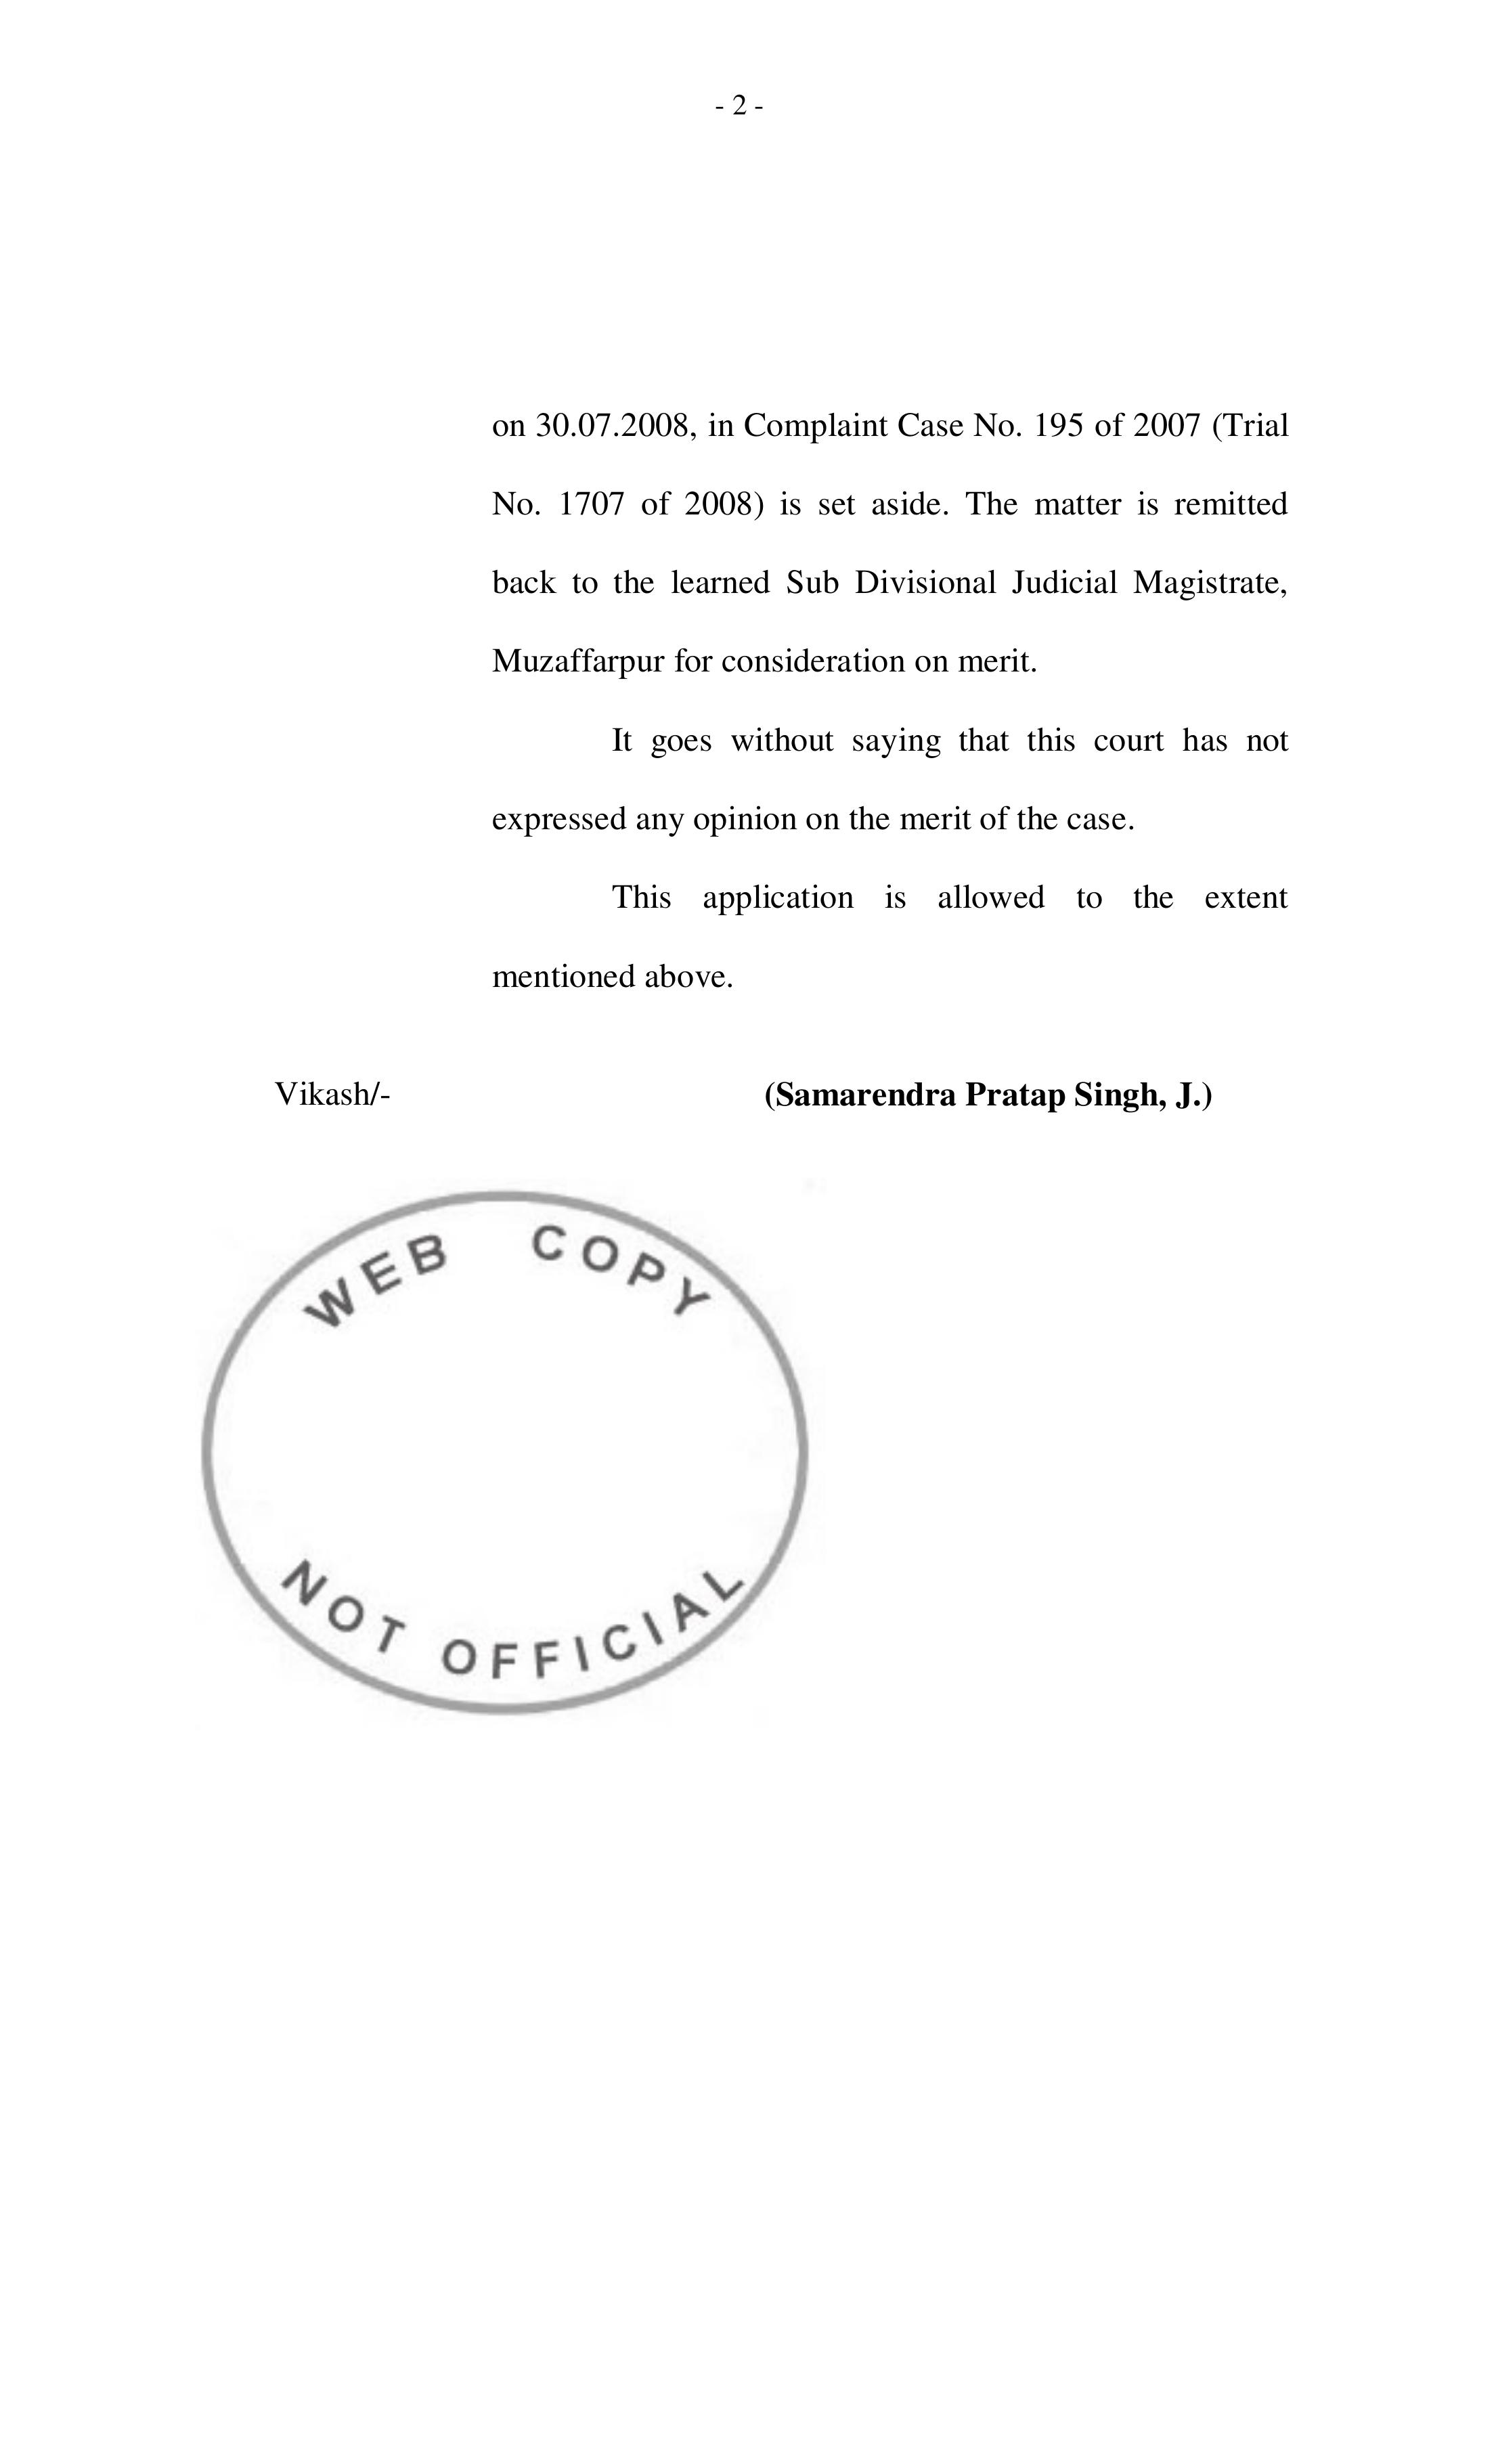 - 2 -
on 30.07.2008, in Complaint Case No. 195 of 2007 (Trial
No. 1707 of 2008) is set aside. The matter is remitted
back to the learned Sub Divisional Judicial Magistrate,
Muzaffarpur for consideration on merit.
It goes without saying that this court has not
expressed any opinion on the merit of the case.
This application is allowed to the extent
mentioned above.
Vikash/- (Samarendra Pratap Singh, J.)
WEB COPY
NOT OFFICIAL